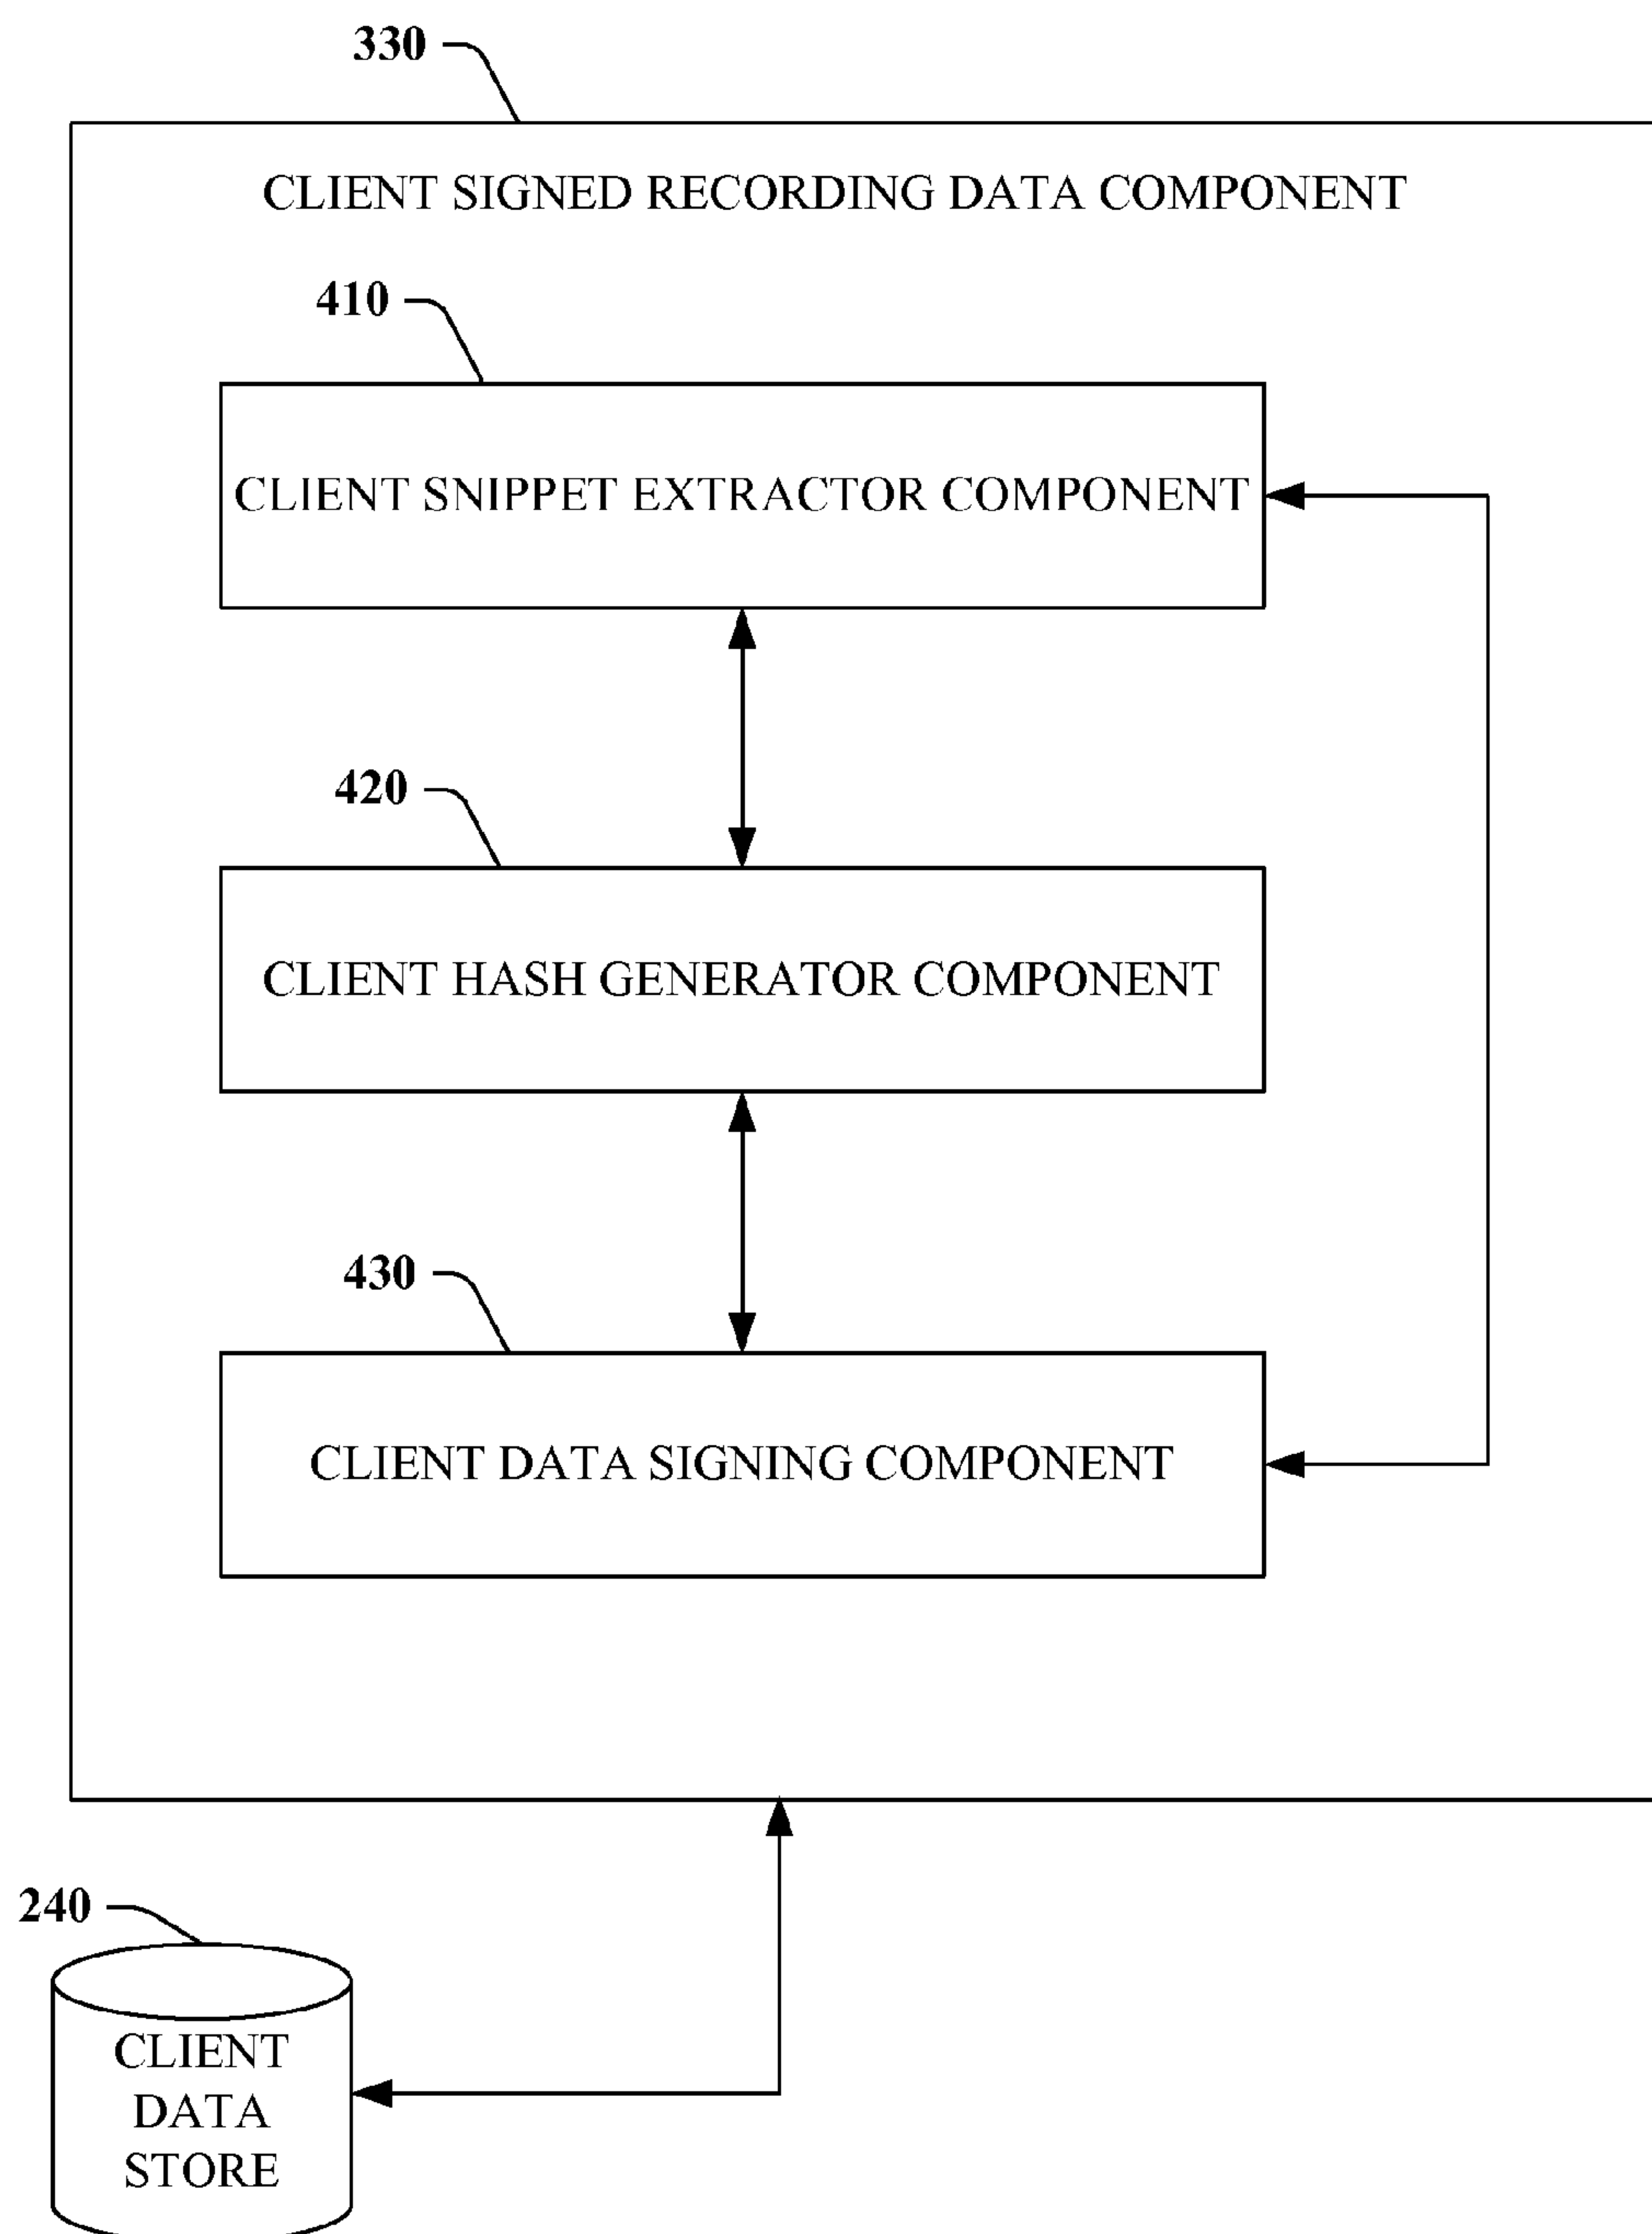 330
CLIENT SIGNED RECORDING DATA COMPONENT
410
CLIENT SNIPPET EXTRACTOR COMPONENT
420
CLIENT HASH GENERATOR COMPONENT
430
CLIENT DATA SIGNING COMPONENT
240
CLIENT
DATA
STORE